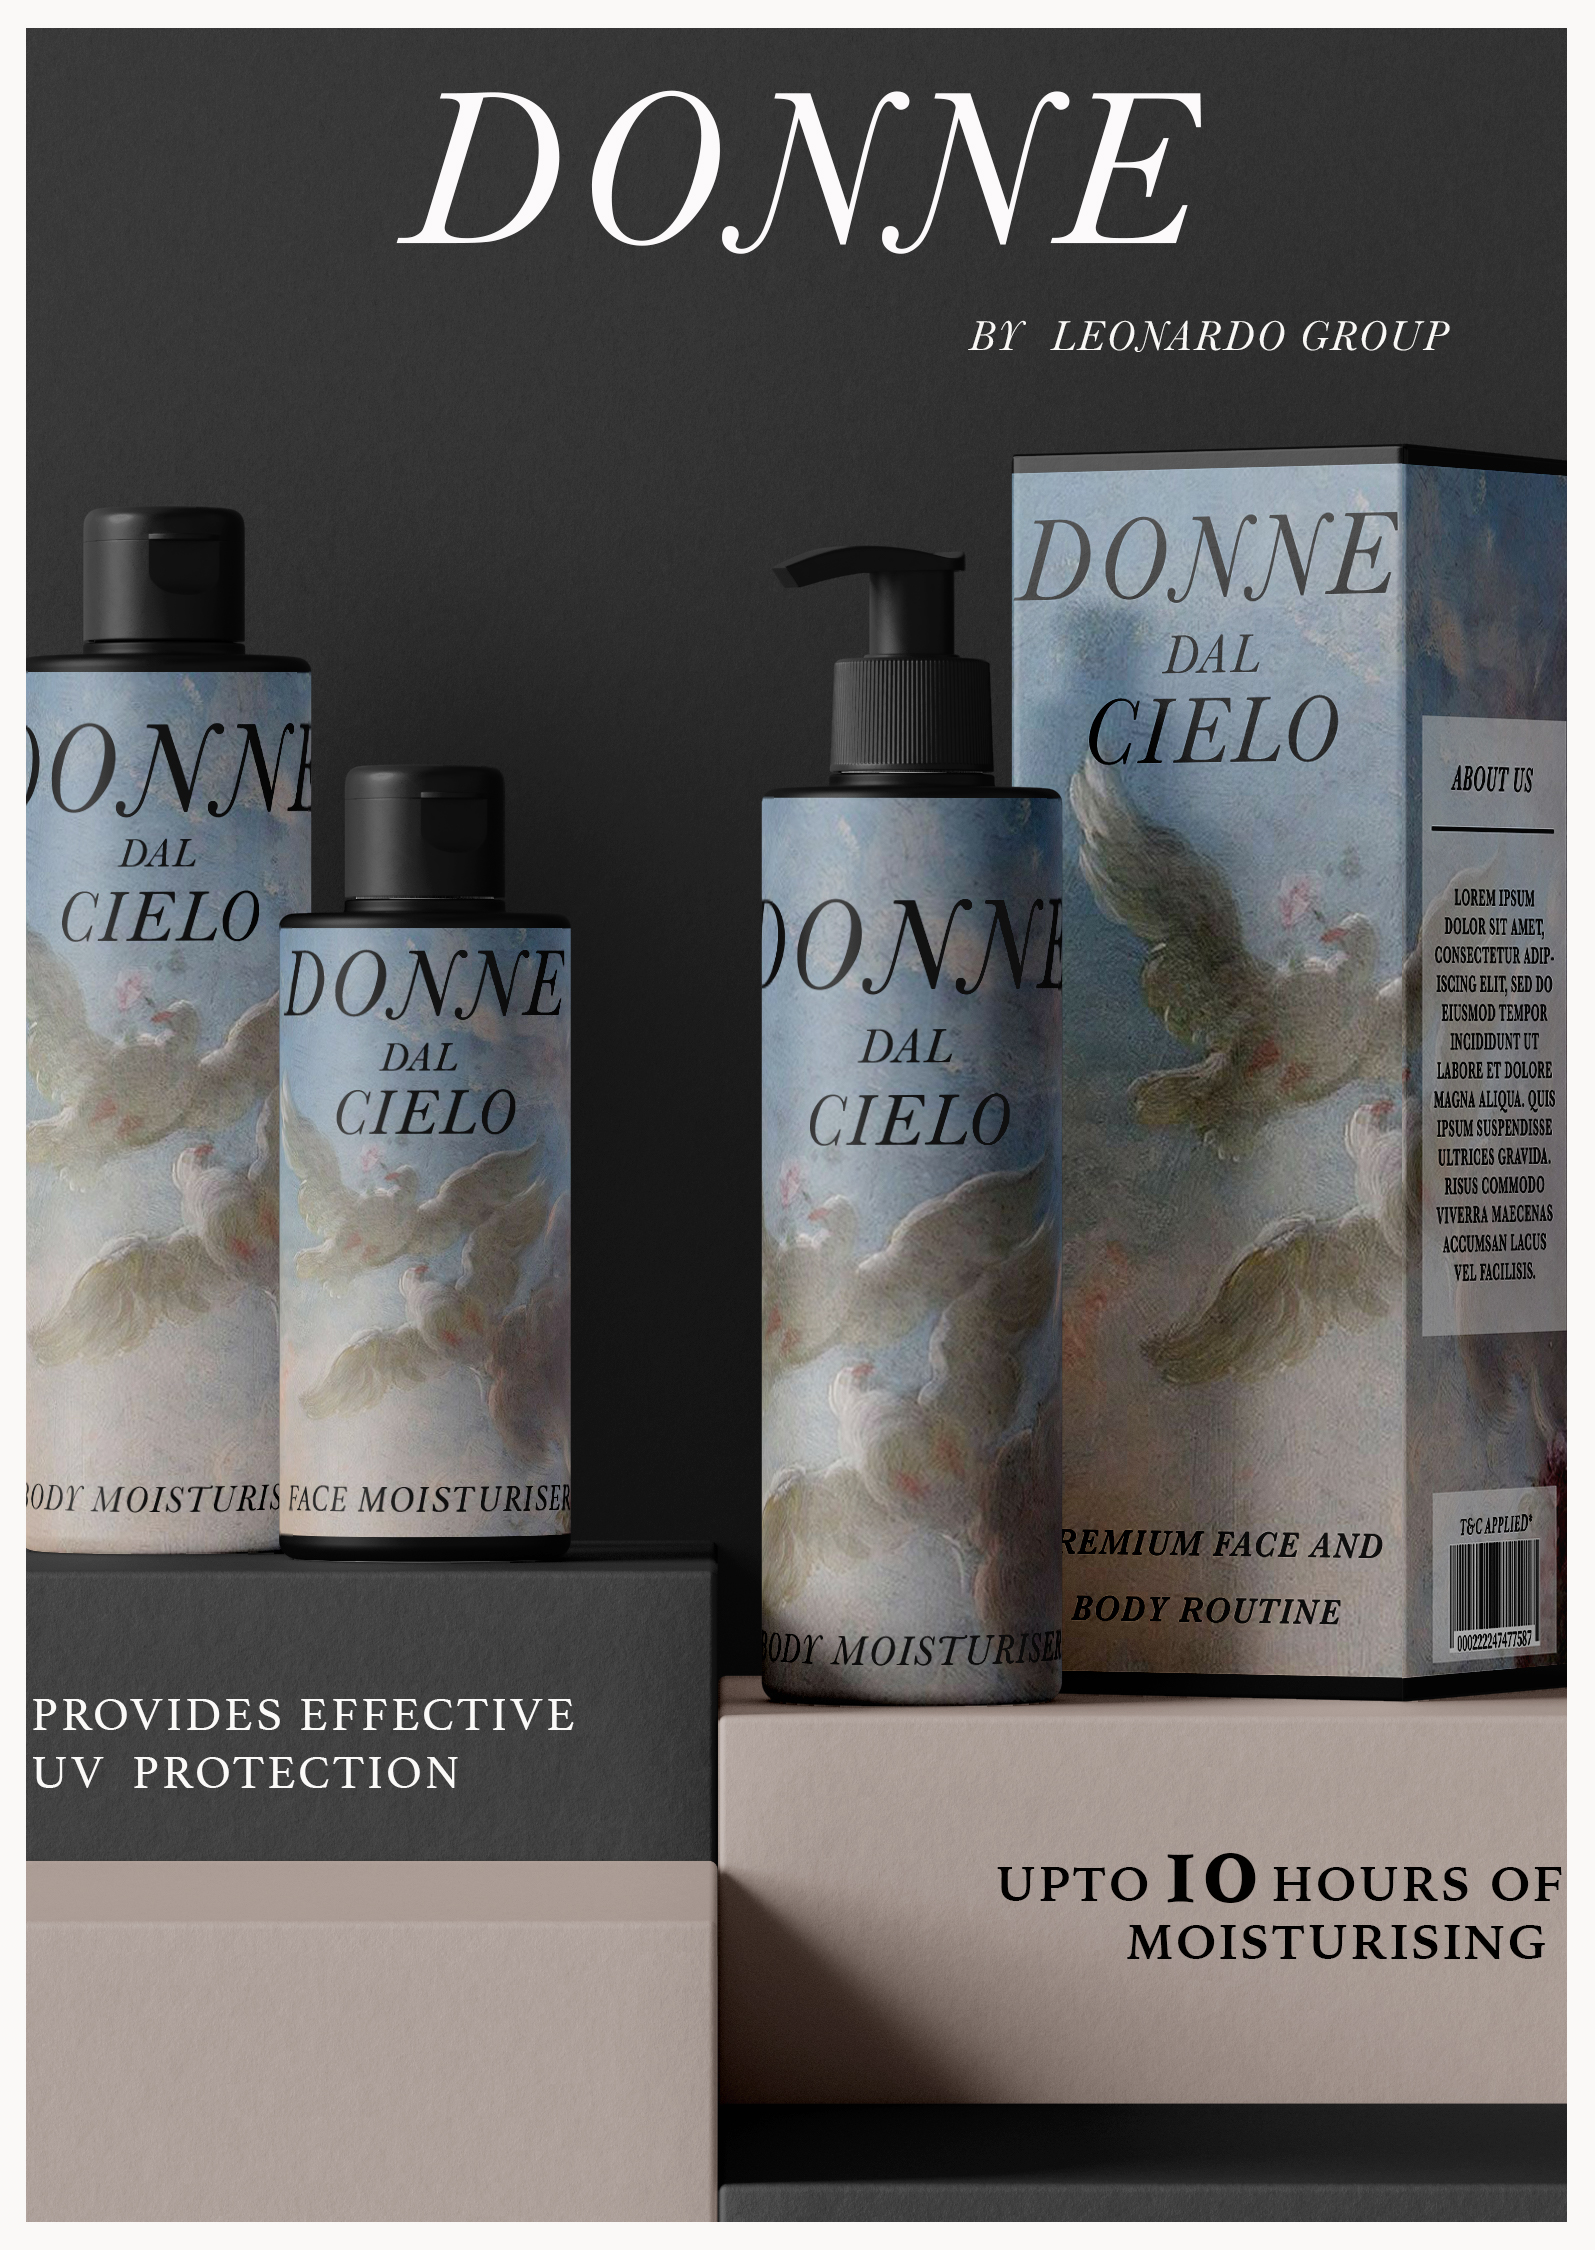 DONNE
BY LEONARDO GROUP
DONNE
DAL
CIELO
BODY MOISTURIS
DONNE
DAL
CIELO
FACE MOISTURISER
DONNE
DAL
CIELO
BODY MOISTURISER
DONNE
DAL
CIELO
REMIUM FACE AND
BODY ROUTINE
ABOUT US
LOREM IPSUM
DOLOR SIT AMET,
CONSECTETUR ADIP-
ISCING ELIT, SED DO
EIUSMOD TEMPOR
INCIDIDUNT UT
LABORE ET DOLORE
MAGNA ALIQUA. QUIS
IPSUM SUSPENDISSE
ULTRICES GRAVIDA.
RISUS COMMODO
VIVERRA MAECENAS
ACCUMSAN LACUS
VEL FACILISIS.
T&C APPLIED*
000222247477587
PROVIDES EFFECTIVE
UV PROTECTION
UPTO 10 HOURS OF
MOISTURISING